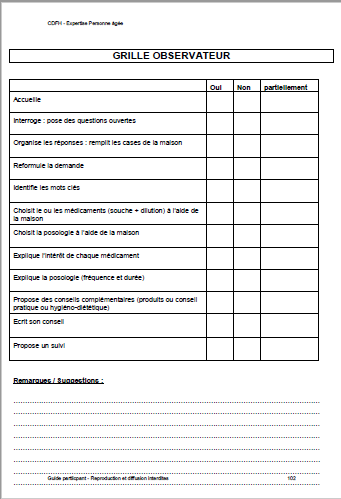 CDFH - Expertise Personne âgée
GRILLE OBSERVATEUR
Oui Non partiellement
Accueille
Interroge : pose des questions ouvertes
Organise les réponses : remplit les cases de la maison
Reformule la demande
Identifie les mots clés
Choisit le ou les médicaments (souche + dilution) à l'aide de
la maison
Choisit la posologie à l'aide de la maison
Explique l'intérêt de chaque médicament
Explique la posologie (fréquence et durée)
Propose des conseils complémentaires (produits ou conseil
pratique ou hygiéno-diététique)
Ecrit son conseil
Propose un suivi
Remarques / Suggestions :
Guide participant - Reproduction et diffusion interdites 102